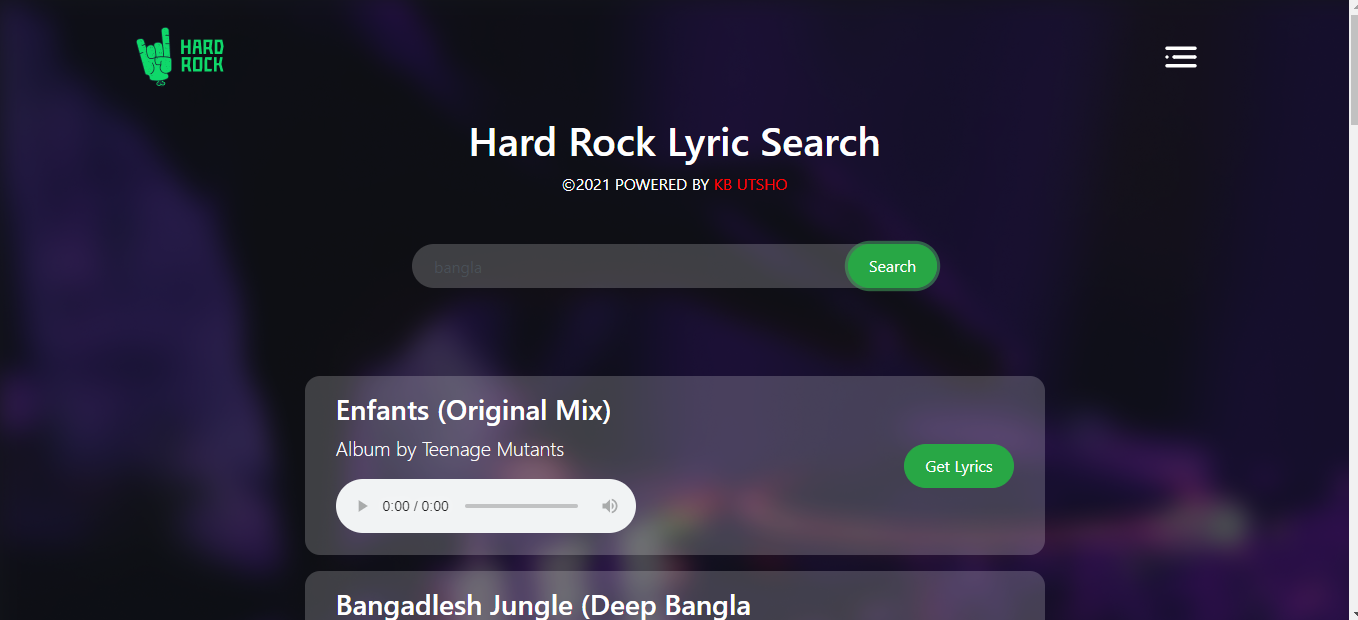 HARD
ROCK
Hard Rock Lyric Search
©2021 POWERED BY KB UTSHO
bangla
Search
Enfants (Original Mix)
Album by Teenage Mutants
Get Lyrics
0:00 / 0:00
Bangadlesh Jungle (Deep Bangla